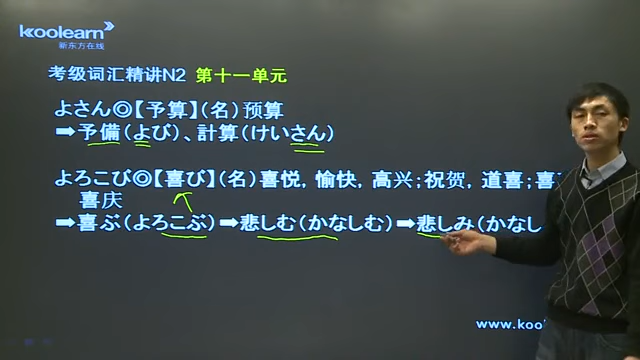 koolearn
新东方在线
考级词汇精讲N2 第十一单元
よさん◎【予算】（名）预算
➡予備（よび）、計算（けいさん）
よろこび◎【喜び】（名）喜悦，愉快，高兴；祝贺，道喜；喜
喜庆
➡喜ぶ（よろこぶ）➡悲しむ（かなしむ）➡悲しみ（かなし
www.koo